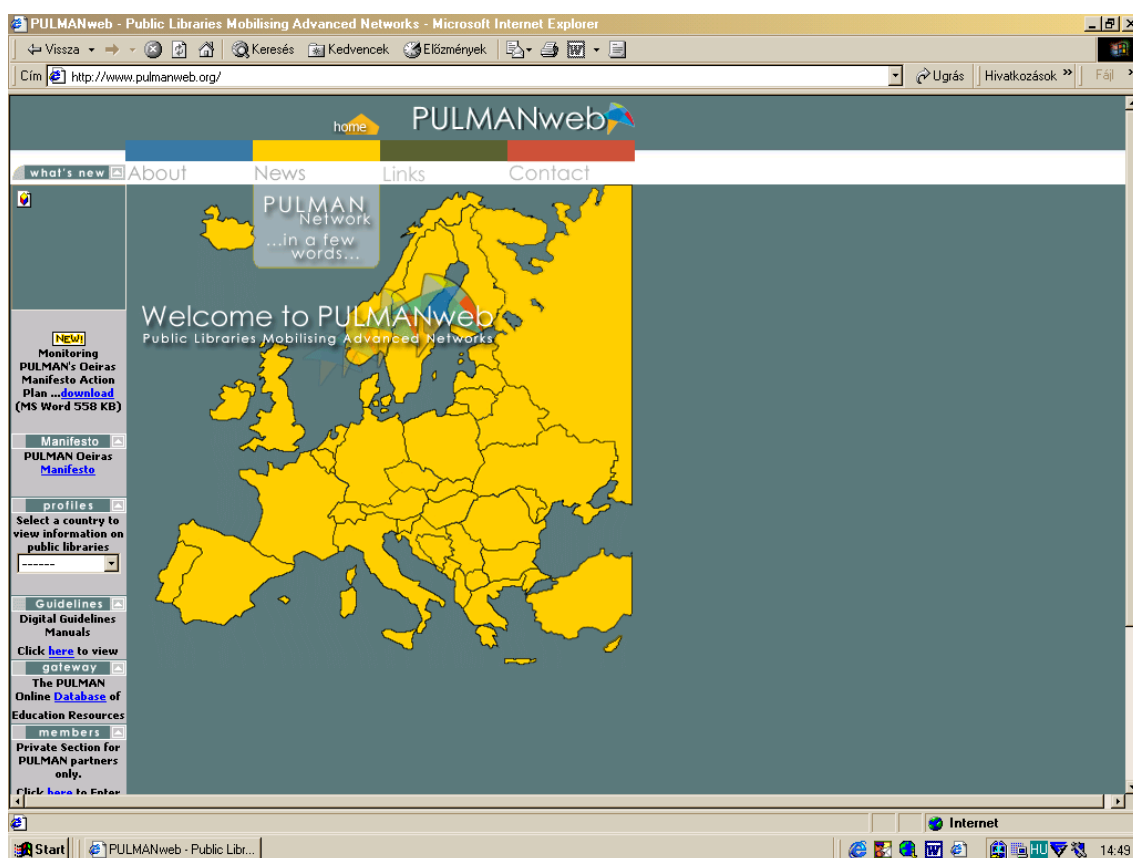 PULMANweb - Public Libraries Mobilising Advanced Networks - Microsoft Internet Explorer
Vissza Keresés Kedvencek Előzmények
Cím http://www.pulmanweb.org/ Ugrás Hivatkozások » Fájl »
home PULMANweb
what's new About News Links Contact
PULMAN
Network
...in a few
words...
Welcome to PULMANweb
Public Libraries Mobilising Advanced Networks
NEW!
Monitoring
PULMAN's Oeiras
Manifesto Action
Plan ...download
(MS Word 558 KB)
Manifesto
PULMAN Oeiras
Manifesto
profiles
Select a country to
view information on
public libraries
------
Guidelines
Digital Guidelines
Manuals
Click here to view
gateway
The PULMAN
Online Database of
Education Resources
members
Private Section for
PULMAN partners
only.
Click here to Enter
Internet
Start PULMANweb - Public Libr... HU 14:49